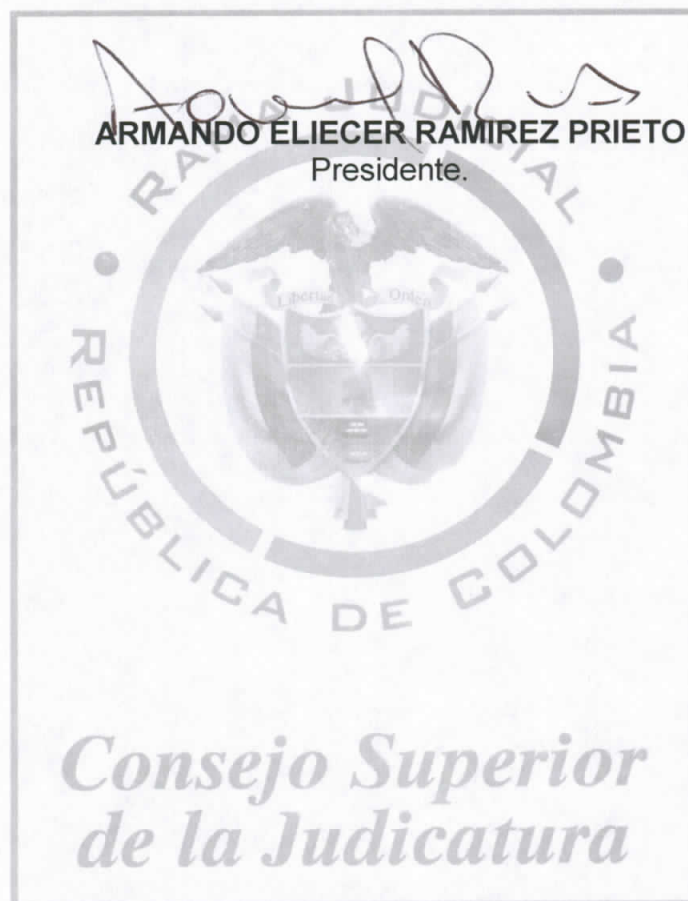 ARMANDO ELIECER RAMIREZ PRIETO
Presidente.
RAMA JUDICIAL
REPÚBLICA DE COLOMBIA
Libertad y Orden
Consejo Superior
de la Judicatura